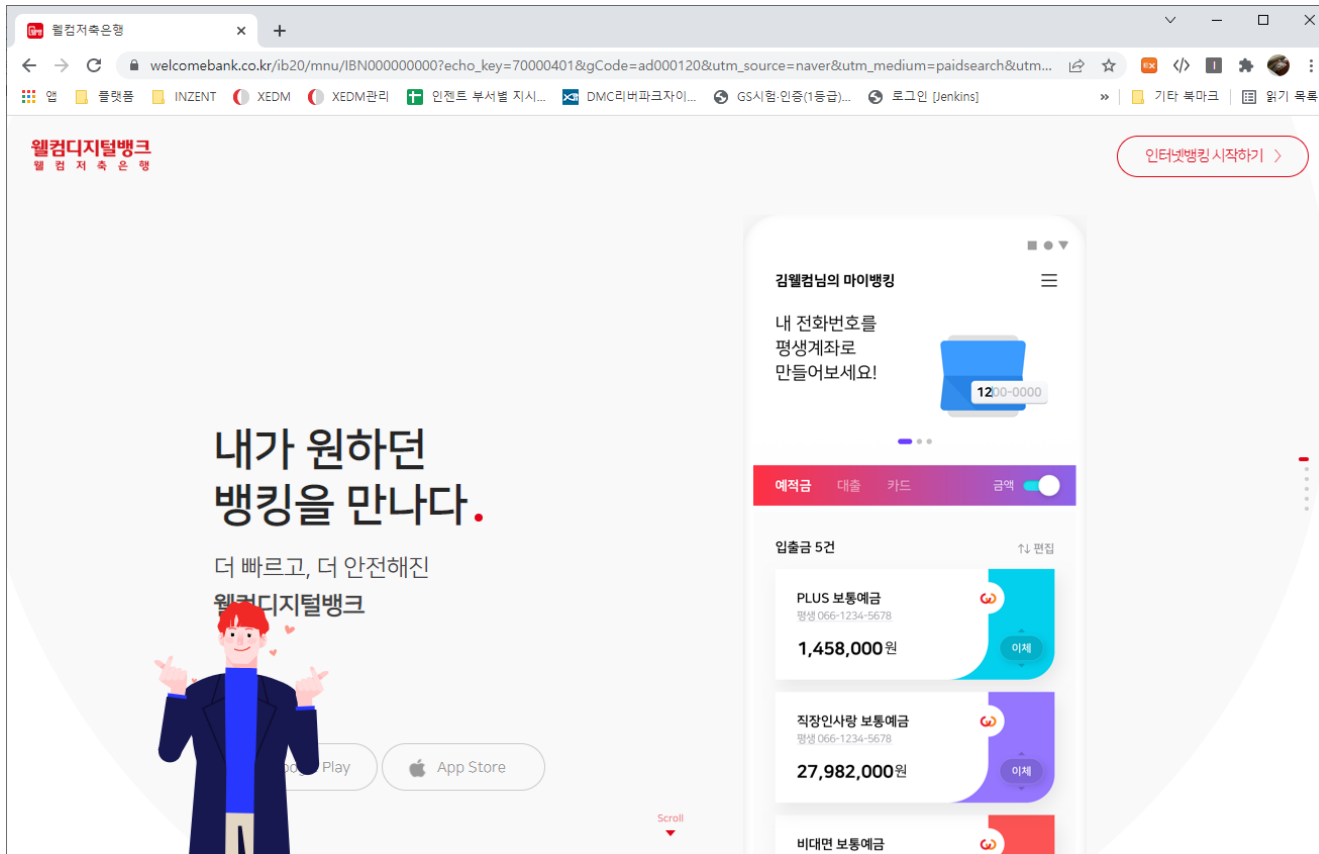 웰컴저축은행
welcomebank.co.kr/ib20/mnu/IBN000000000?echo_key=70000401&gCode=ad000120&utm_source=naver&utm_medium=paidsearch&utm...
앱 플랫폼 INZENT XEDM XEDM관리 인젠트 부서별 지시... DMC리버파크자이... GS시험·인증(1등급)... 로그인 [Jenkins] » 기타 북마크 읽기 목록
웰컴디지털뱅크
웰컴저축은행
인터넷뱅킹 시작하기
김웰컴님의 마이뱅킹
내 전화번호를
평생계좌로
만들어보세요!
1200-0000
내가 원하던
뱅킹을 만나다.
더 빠르고, 더 안전해진
웰컴디지털뱅크
Play
App Store
Scroll
예적금 대출 카드 금액
입출금 5건 편집
PLUS 보통예금
평생 066-1234-5678
1,458,000원 이체
직장인사랑 보통예금
평생 066-1234-5678
27,982,000원 이체
비대면 보통예금